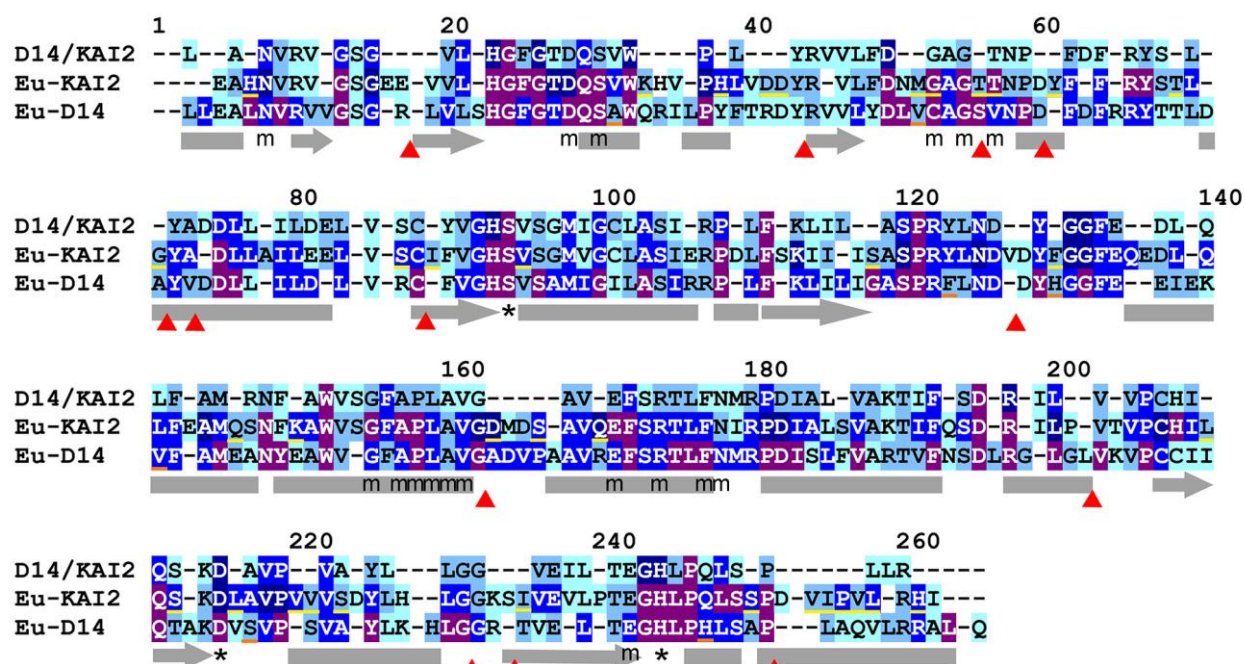 1 20 40 60
D14/KAI2 --L--A-NVRV-GSG----VL-HGFGTDQSVW----P-L---YRVVLFD--GAG-TNP--FDF-RYS-L-
Eu-KAI2 ----EAHNVRV-GSGEE-VVL-HGFGTDQSVWKHV-PHLVDDYR-VLFDNMGAGTTNPDYF-F-RYSTL-
Eu-D14 --LLEALNVRVVGSG-R-LVLSHGFGTDQSAWQRILPYFTRDYRVVLYDLVCAGSVNPD-FDFRRYTTLD
m m m m m m
80 100 120 140
D14/KAI2 -YADDLL-ILDEL-V-SC-YVGHSVSGMIGCLASI-RP-LF-KLIL--ASPRYLND--Y-GGFE--DL-Q
Eu-KAI2 GYA-DLLAILEEL-V-SCIFVGHSVSGMVGCLASIERPDLFSKII-ISASPRYLNDVDYFGGFEQEDL-Q
Eu-D14 AYVDDLL-ILD-L-V-RC-FVGHSVSAMIGILASIRRP-LF-KLILIGASPRFLND-DYHGGFE--EIEK
*
160 180 200
D14/KAI2 LF-AM-RNF-AWVSGFAPLAVG-----AV-EFSRTLFNMRPDIAL-VAKTIF-SD-R-IL--V-VPCHI-
Eu-KAI2 LFEAMQSNFKAWVSGFAPLAVGDMDS-AVQEFSRTLFNIRPDIALSVAKTIFQSD-R-ILP-VTVPCHIL
Eu-D14 VF-AMEANYEAWV-GFAPLAVGADVPAAVREFSRTLFNMRPDISLFVARTVFNSDLRG-LGLVKVPCCII
m mmmmm m m mm
220 240 260
D14/KAI2 QS-KD-AVP--VA-YL---LGG---VEIL-TEGHLPQLS-P------LLR-----
Eu-KAI2 QS-KDLAVPVVVSDYLH--LGGKSIVEVLPTEGHLPQLSSPD-VIPVL-RHI---
Eu-D14 QTAKDVSVP-SVA-YLK-HLGGR-TVE-L-TEGHLPHLSAP---LAQVLRRAL-Q
* m *